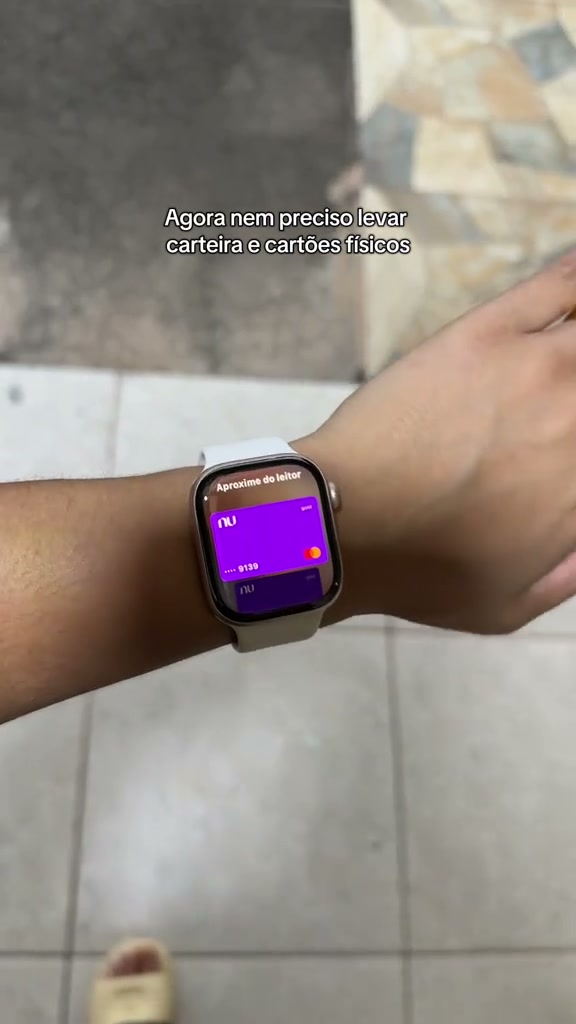 Agora nem preciso levar
carteira e cartões físicos
Aproxime do leitor
nu
•••• 9139
nu